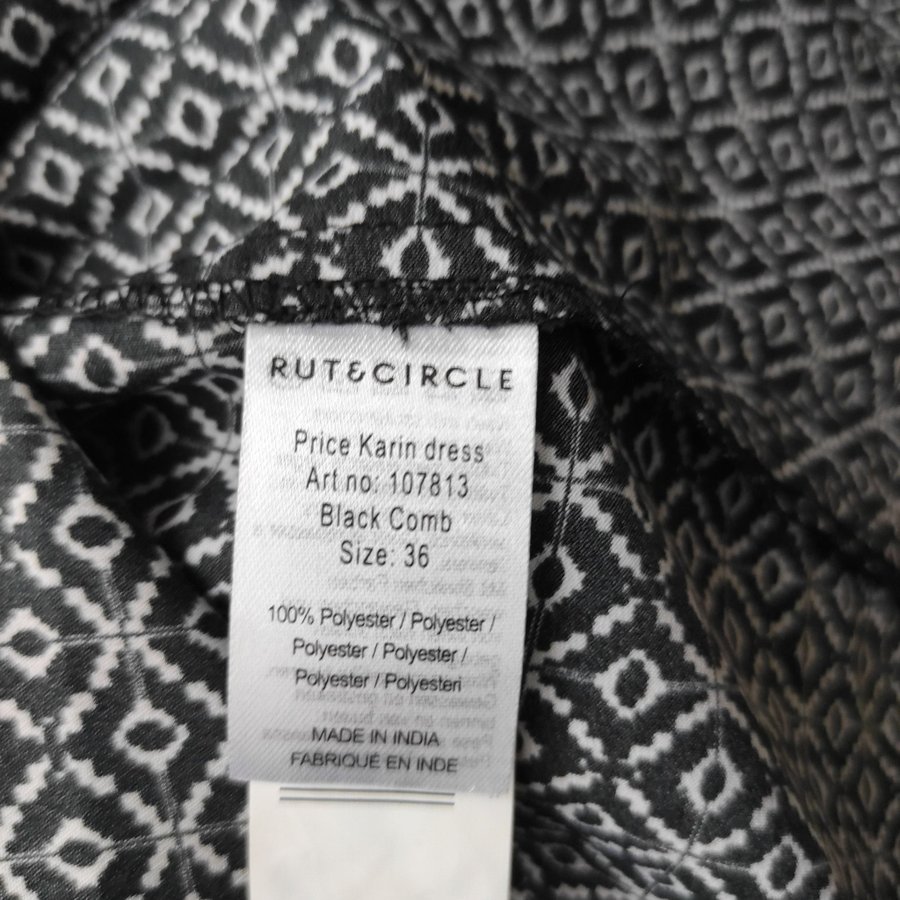 RUT&CIRCLE
Price Karin dress
Art no: 107813
Black Comb
Size: 36
100% Polyester / Polyester /
Polyester / Polyester /
Polyester / Polyesteri
MADE IN INDIA
FABRIQUÉ EN INDE